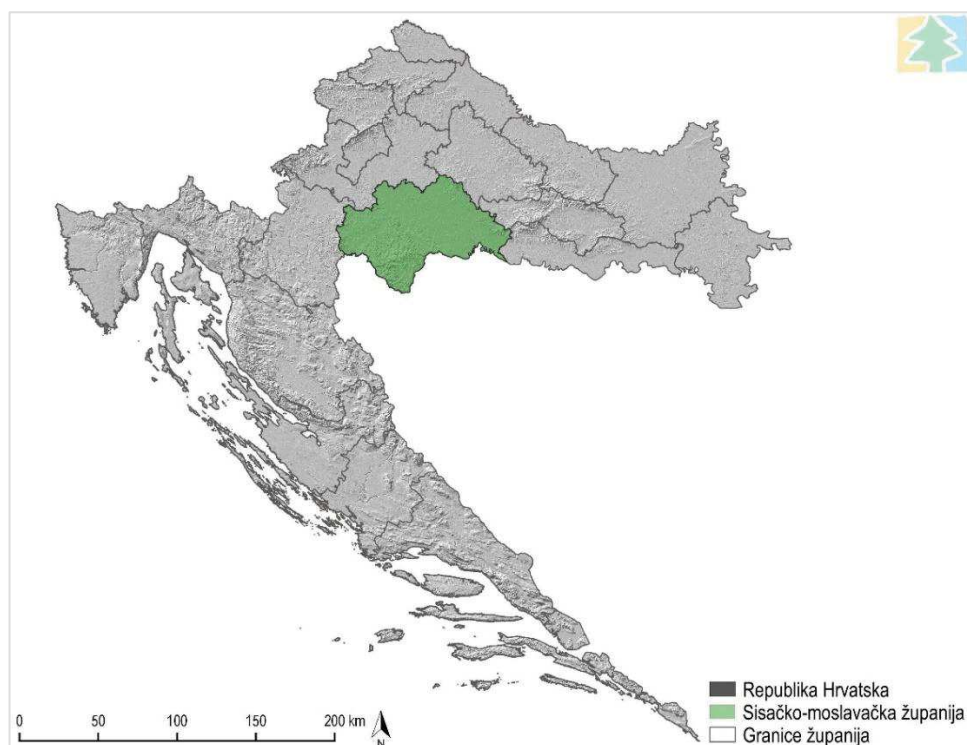 Republika Hrvatska
Sisačko-moslavačka županija
Granice županija
0 50 100 150 200 km
N